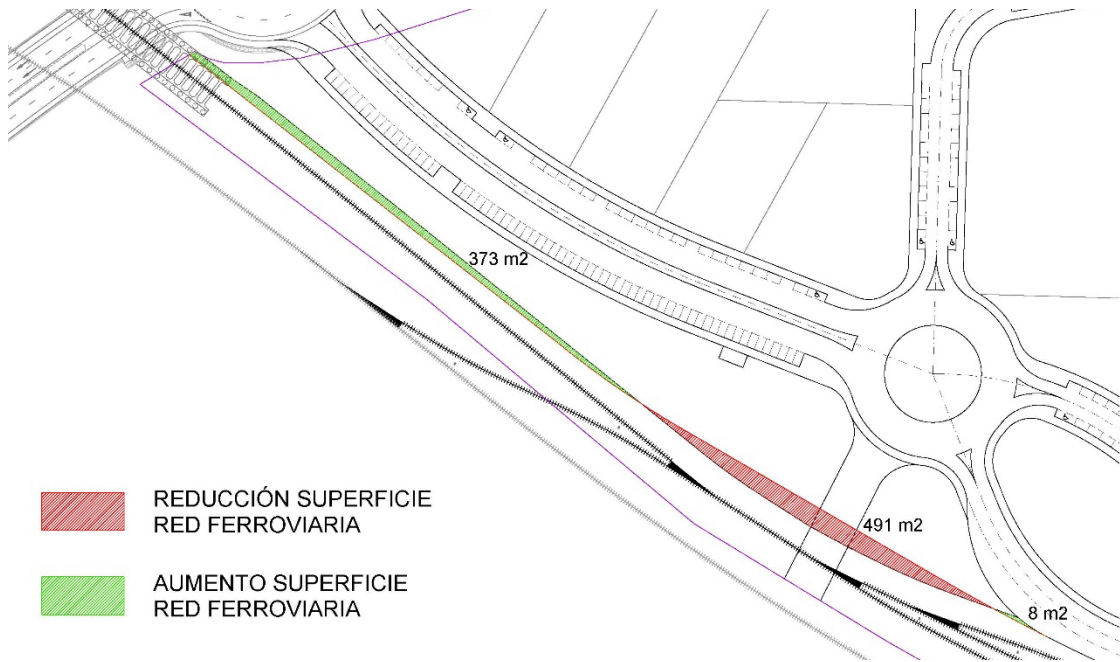 373 m2
491 m2
8 m2
REDUCCIÓN SUPERFICIE
RED FERROVIARIA
AUMENTO SUPERFICIE
RED FERROVIARIA